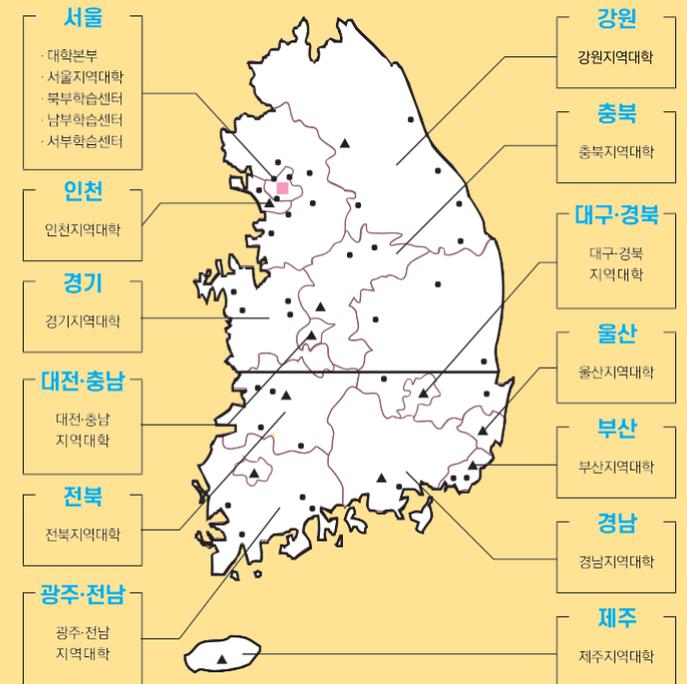 서울
· 대학본부
· 서울지역대학
· 북부학습센터
· 남부학습센터
· 서부학습센터
인천
인천지역대학
경기
경기지역대학
대전·충남
대전·충남
지역대학
전북
전북지역대학
광주·전남
광주·전남
지역대학
강원
강원지역대학
충북
충북지역대학
대구·경북
대구·경북
지역대학
울산
울산지역대학
부산
부산지역대학
경남
경남지역대학
제주
제주지역대학